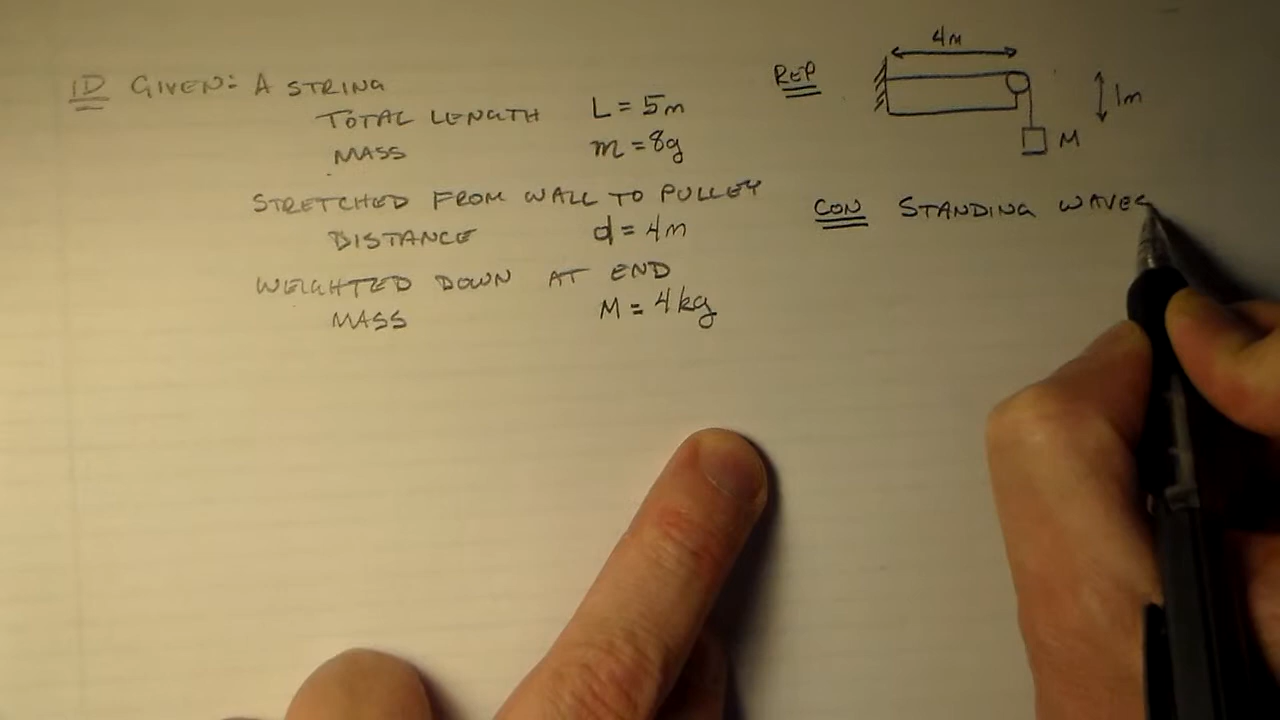 ID GIVEN: A STRING
TOTAL LENGTH L = 5m
MASS m = 8g
STRETCHED FROM WALL TO PULLEY
DISTANCE d = 4m
WEIGHTED DOWN AT END
MASS M = 4kg
REP
4m
1m
M
CON STANDING WAVES